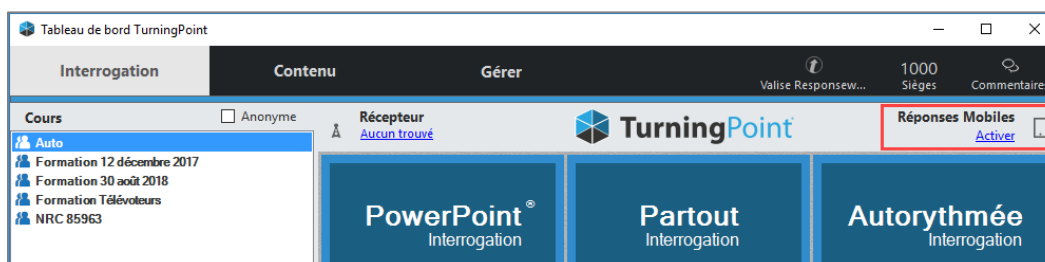 Tableau de bord TurningPoint
Interrogation
Contenu
Gérer
Valise Responsew...
1000
Sièges
Commentaires
Cours
Anonyme
Récepteur
Aucun trouvé
TurningPoint
Réponses Mobiles
Activer
Auto
Formation 12 décembre 2017
Formation 30 août 2018
Formation Télévoteurs
NRC 85963
PowerPoint®
Interrogation
Partout
Interrogation
Autorythmée
Interrogation